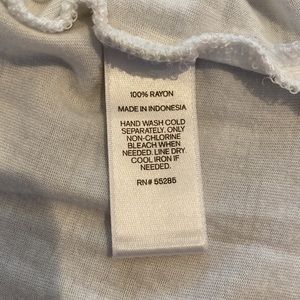 100% RAYON
MADE IN INDONESIA
HAND WASH COLD
SEPARATELY. ONLY
NON-CHLORINE
BLEACH WHEN
NEEDED. LINE DRY.
COOL IRON IF
NEEDED.
RN# 55285